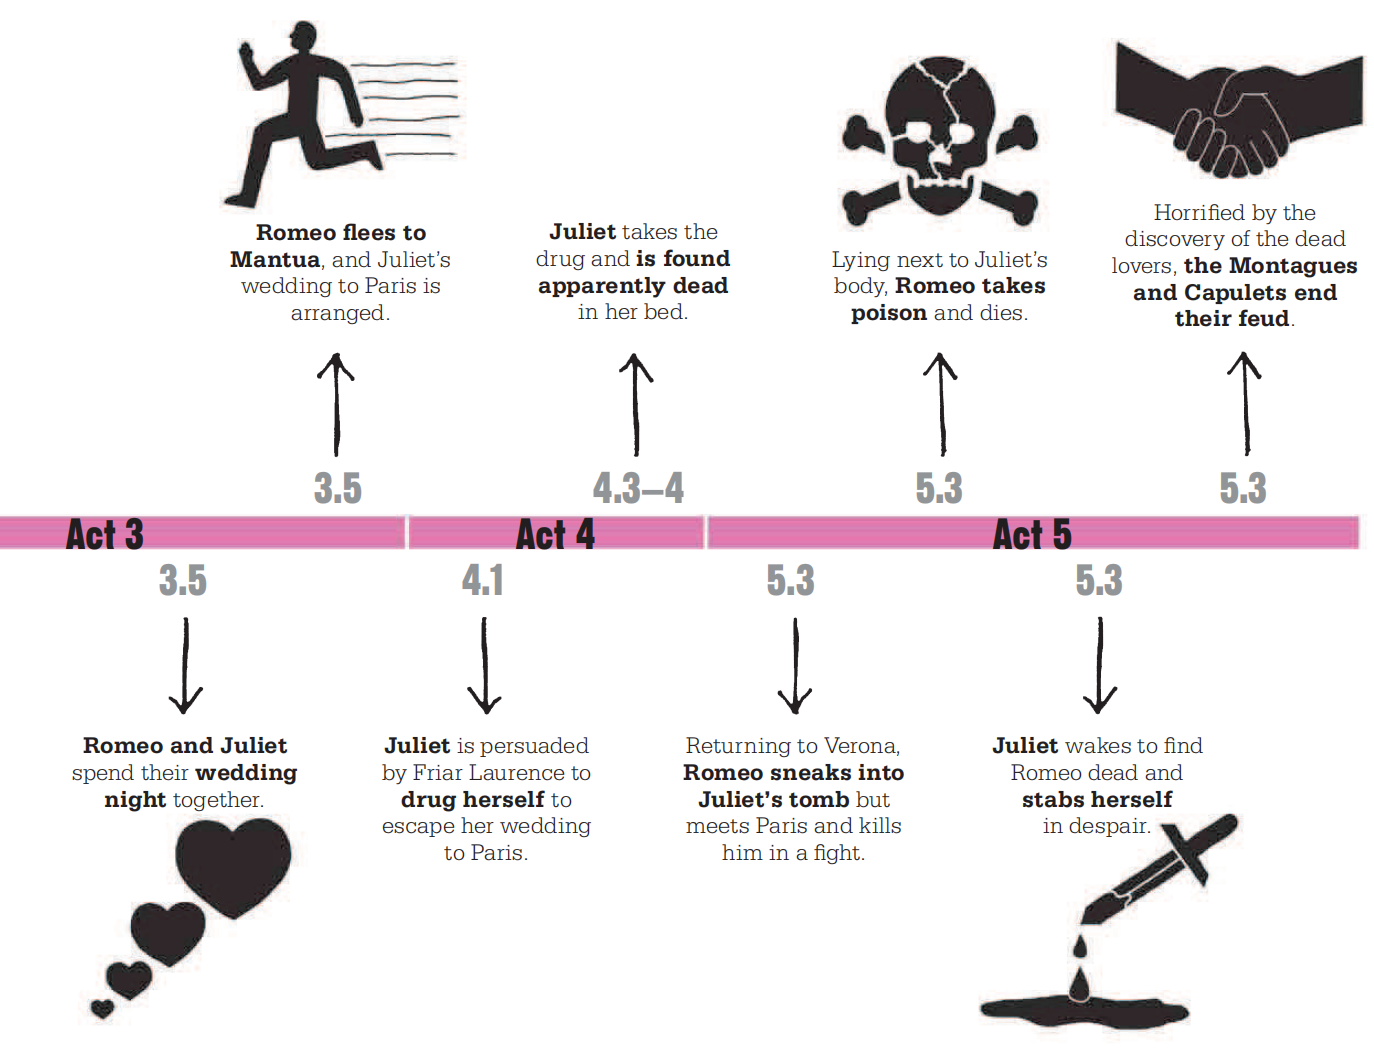 Romeo flees to
Mantua, and Juliet's
wedding to Paris is
arranged.
Juliet takes the
drug and is found
apparently dead
in her bed.
Lying next to Juliet's
body, Romeo takes
poison and dies.
Horrified by the
discovery of the dead
lovers, the Montagues
and Capulets end
their feud.
3.5
4.3–4
5.3
5.3
Act 3
Act 4
Act 5
3.5
4.1
5.3
5.3
Romeo and Juliet
spend their wedding
night together.
Juliet is persuaded
by Friar Laurence to
drug herself to
escape her wedding
to Paris.
Returning to Verona,
Romeo sneaks into
Juliet's tomb but
meets Paris and kills
him in a fight.
Juliet wakes to find
Romeo dead and
stabs herself
in despair.